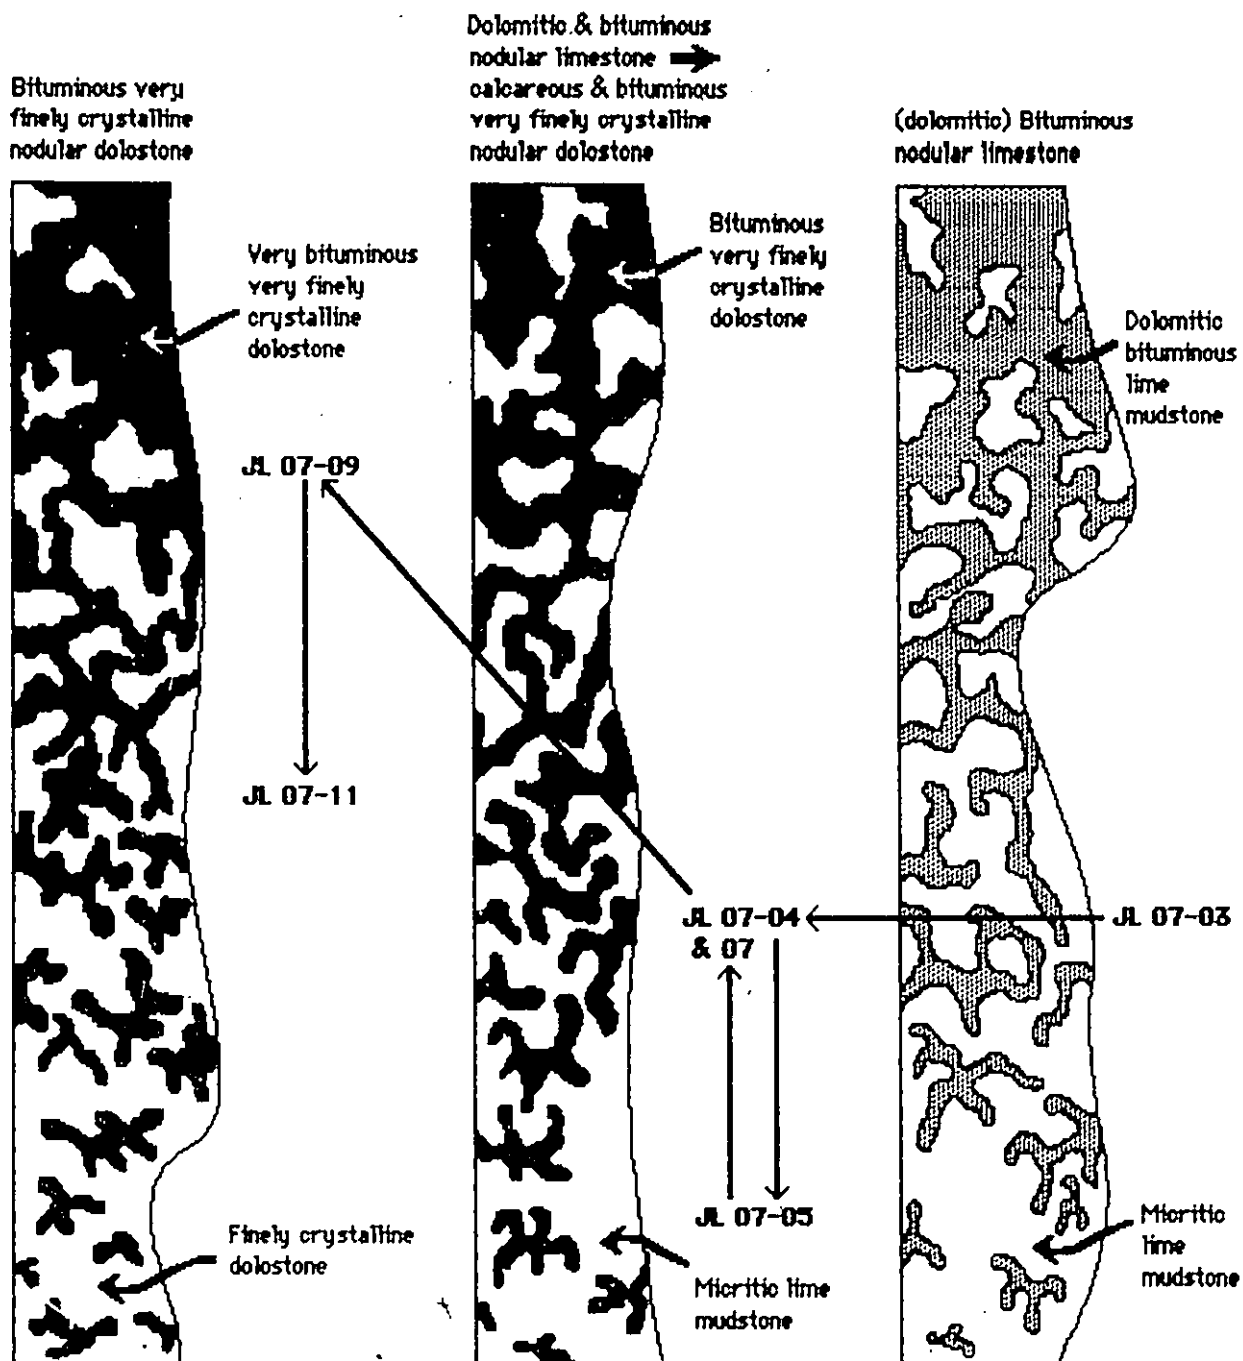 Dolomitic & bituminous
nodular limestone
calcareous & bituminous
very finely crystalline
nodular dolostone
Bituminous very
finely crystalline
nodular dolostone
(dolomitic) Bituminous
nodular limestone
Very bituminous
very finely
crystalline
dolostone
Bituminous
very finely
crystalline
dolostone
Dolomitic
bituminous
lime
mudstone
JL 07-09
JL 07-11
JL 07-04
& 07
JL 07-03
JL 07-05
Finely crystalline
dolostone
Micritic lime
mudstone
Micritic
lime
mudstone